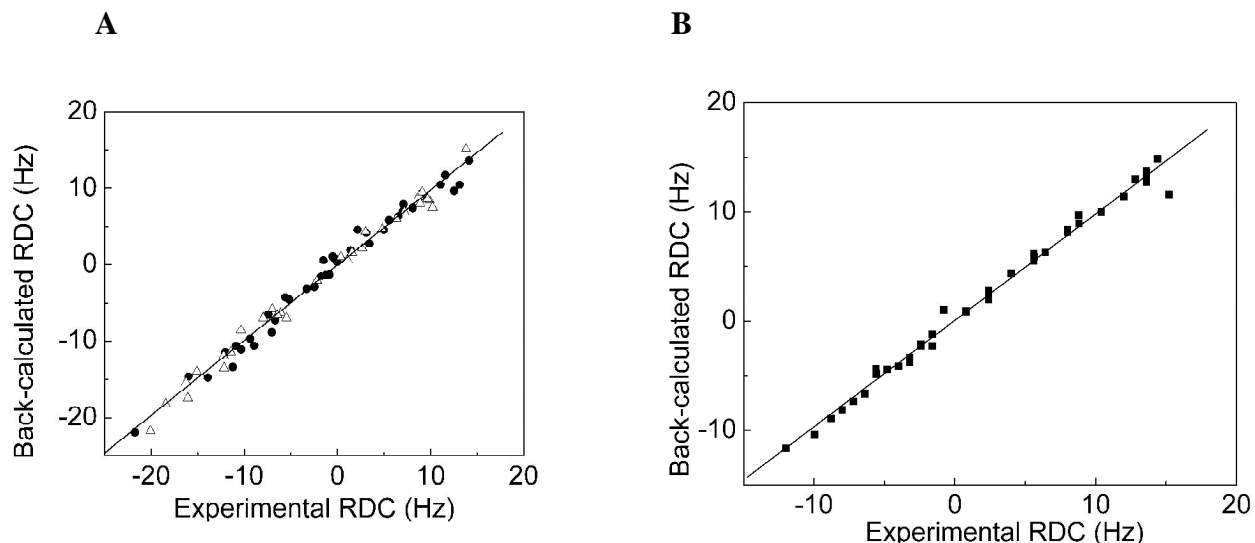 A
B
20
10
0
-10
-20
Back-calculated RDC (Hz)
-20 -10 0 10 20
Experimental RDC (Hz)
20
10
0
-10
Back-calculated RDC (Hz)
-10 0 10 20
Experimental RDC (Hz)